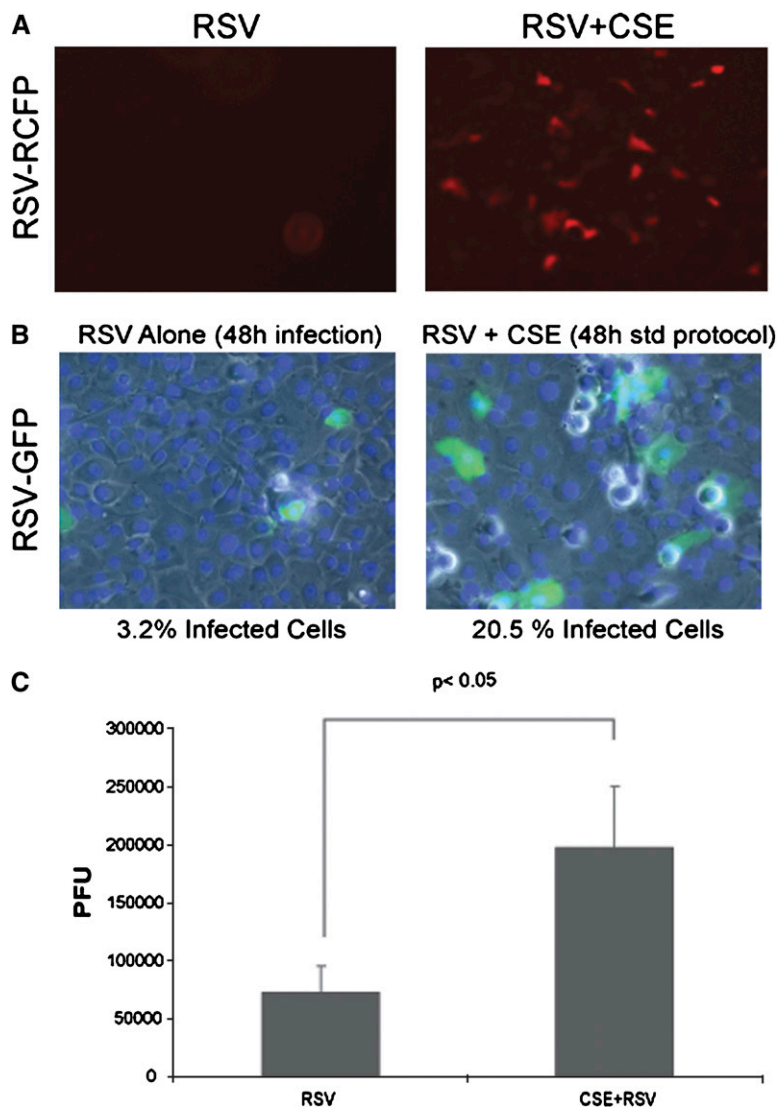 A
RSV
RSV+CSE
RSV-RCFP
B
RSV Alone (48h infection)
RSV + CSE (48h std protocol)
RSV-GFP
3.2% Infected Cells
20.5 % Infected Cells
C
p< 0.05
300000
250000
200000
150000
100000
50000
0
PFU
RSV
CSE+RSV